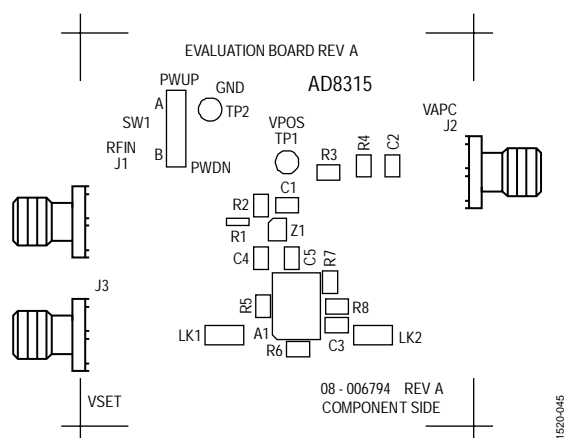 EVALUATION BOARD REV A
PWUP
GND
AD8315
A
TP2
SW1
VPOS
TP1
VAPC
J2
RFIN
J1
B
PWDN
R3
R4
C2
C1
R2
R1
Z1
C4
C5
R7
J3
R5
R8
LK1
A1
C3
LK2
R6
VSET
08 - 006794 REV A
COMPONENT SIDE
1520-045